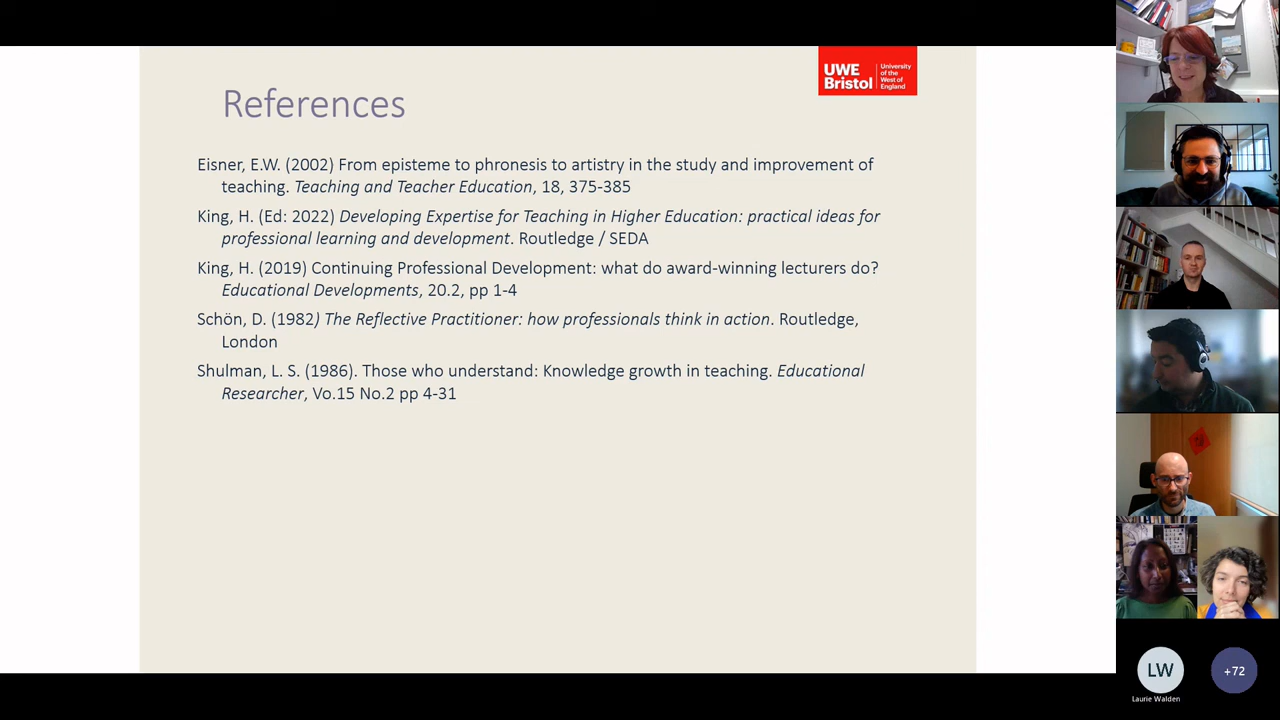 References
UWE
Bristol
University
of the
West of
England
Eisner, E.W. (2002) From episteme to phronesis to artistry in the study and improvement of
teaching. Teaching and Teacher Education, 18, 375-385
King, H. (Ed: 2022) Developing Expertise for Teaching in Higher Education: practical ideas for
professional learning and development. Routledge / SEDA
King, H. (2019) Continuing Professional Development: what do award-winning lecturers do?
Educational Developments, 20.2, pp 1-4
Schön, D. (1982) The Reflective Practitioner: how professionals think in action. Routledge,
London
Shulman, L. S. (1986). Those who understand: Knowledge growth in teaching. Educational
Researcher, Vo.15 No.2 pp 4-31
LW
Laurie Walden
+72